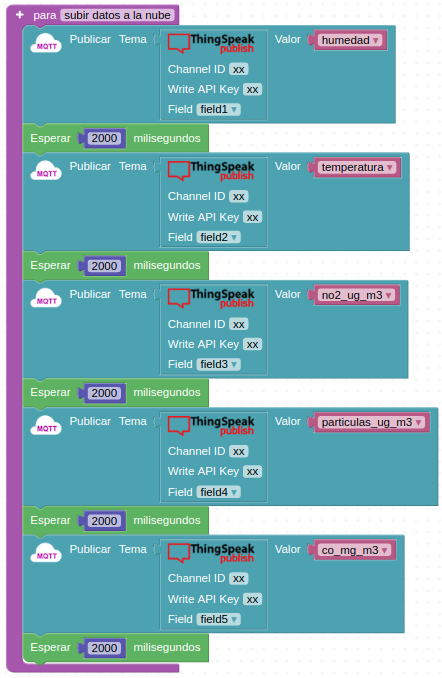 + para subir datos a la nube
MQTT Publicar Tema ThingSpeak publish Valor humedad
Channel ID xx
Write API Key xx
Field field1
Esperar 2000 milisegundos
MQTT Publicar Tema ThingSpeak publish Valor temperatura
Channel ID xx
Write API Key xx
Field field2
Esperar 2000 milisegundos
MQTT Publicar Tema ThingSpeak publish Valor no2_ug_m3
Channel ID xx
Write API Key xx
Field field3
Esperar 2000 milisegundos
MQTT Publicar Tema ThingSpeak publish Valor particulas_ug_m3
Channel ID xx
Write API Key xx
Field field4
Esperar 2000 milisegundos
MQTT Publicar Tema ThingSpeak publish Valor co_mg_m3
Channel ID xx
Write API Key xx
Field field5
Esperar 2000 milisegundos